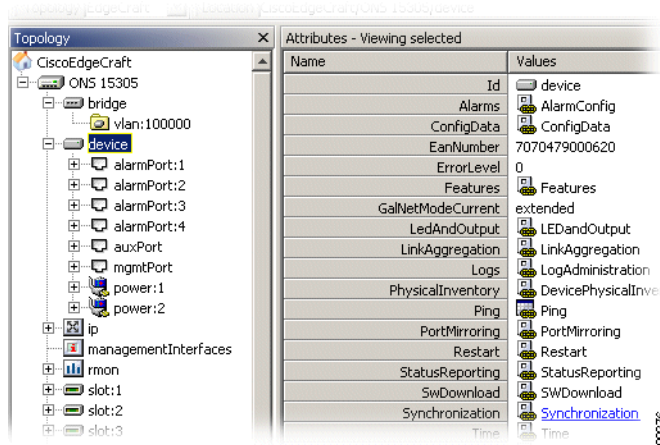 Topology
CiscoEdgeCraft
ONS 15305
bridge
vlan:100000
device
alarmPort:1
alarmPort:2
alarmPort:3
alarmPort:4
auxPort
mgmtPort
power:1
power:2
ip
managementInterfaces
rmon
slot:1
slot:2
slot:3
Attributes - Viewing selected
Name Values
Id device
Alarms AlarmConfig
ConfigData ConfigData
EanNumber 7070479000620
ErrorLevel 0
Features Features
GalNetModeCurrent extended
LedAndOutput LEDandOutput
LinkAggregation LinkAggregation
Logs LogAdministration
PhysicalInventory DevicePhysicalInve
Ping Ping
PortMirroring PortMirroring
Restart Restart
StatusReporting StatusReporting
SwDownload SWDownload
Synchronization Synchronization
Time Time